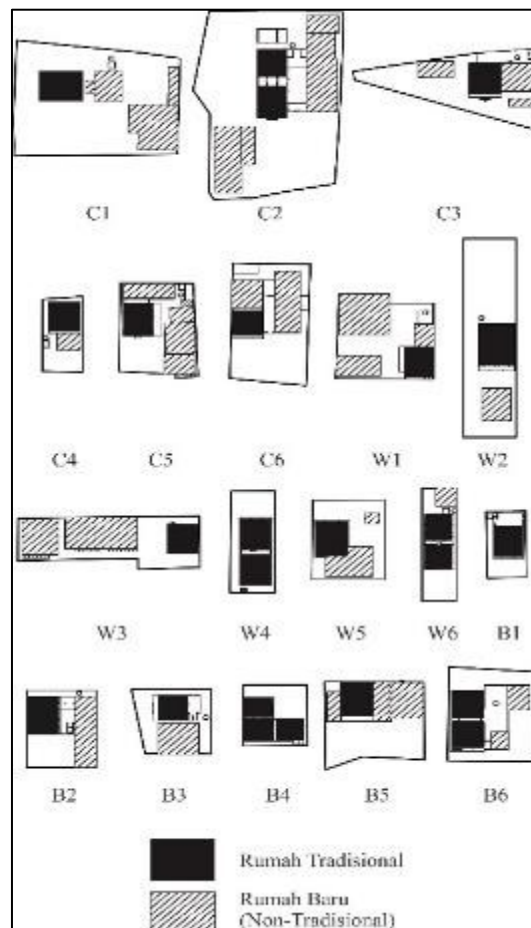 C1 C2 C3
C4 C5 C6 W1 W2
W3 W4 W5 W6 B1
B2 B3 B4 B5 B6
Rumah Tradisional
Rumah Baru
(Non-Tradisional)